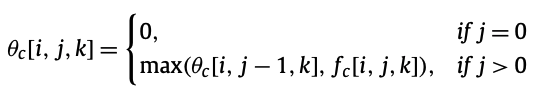 θc[i, j, k] = { 0, if j = 0
max(θc[i, j − 1, k], fc[i, j, k]), if j > 0